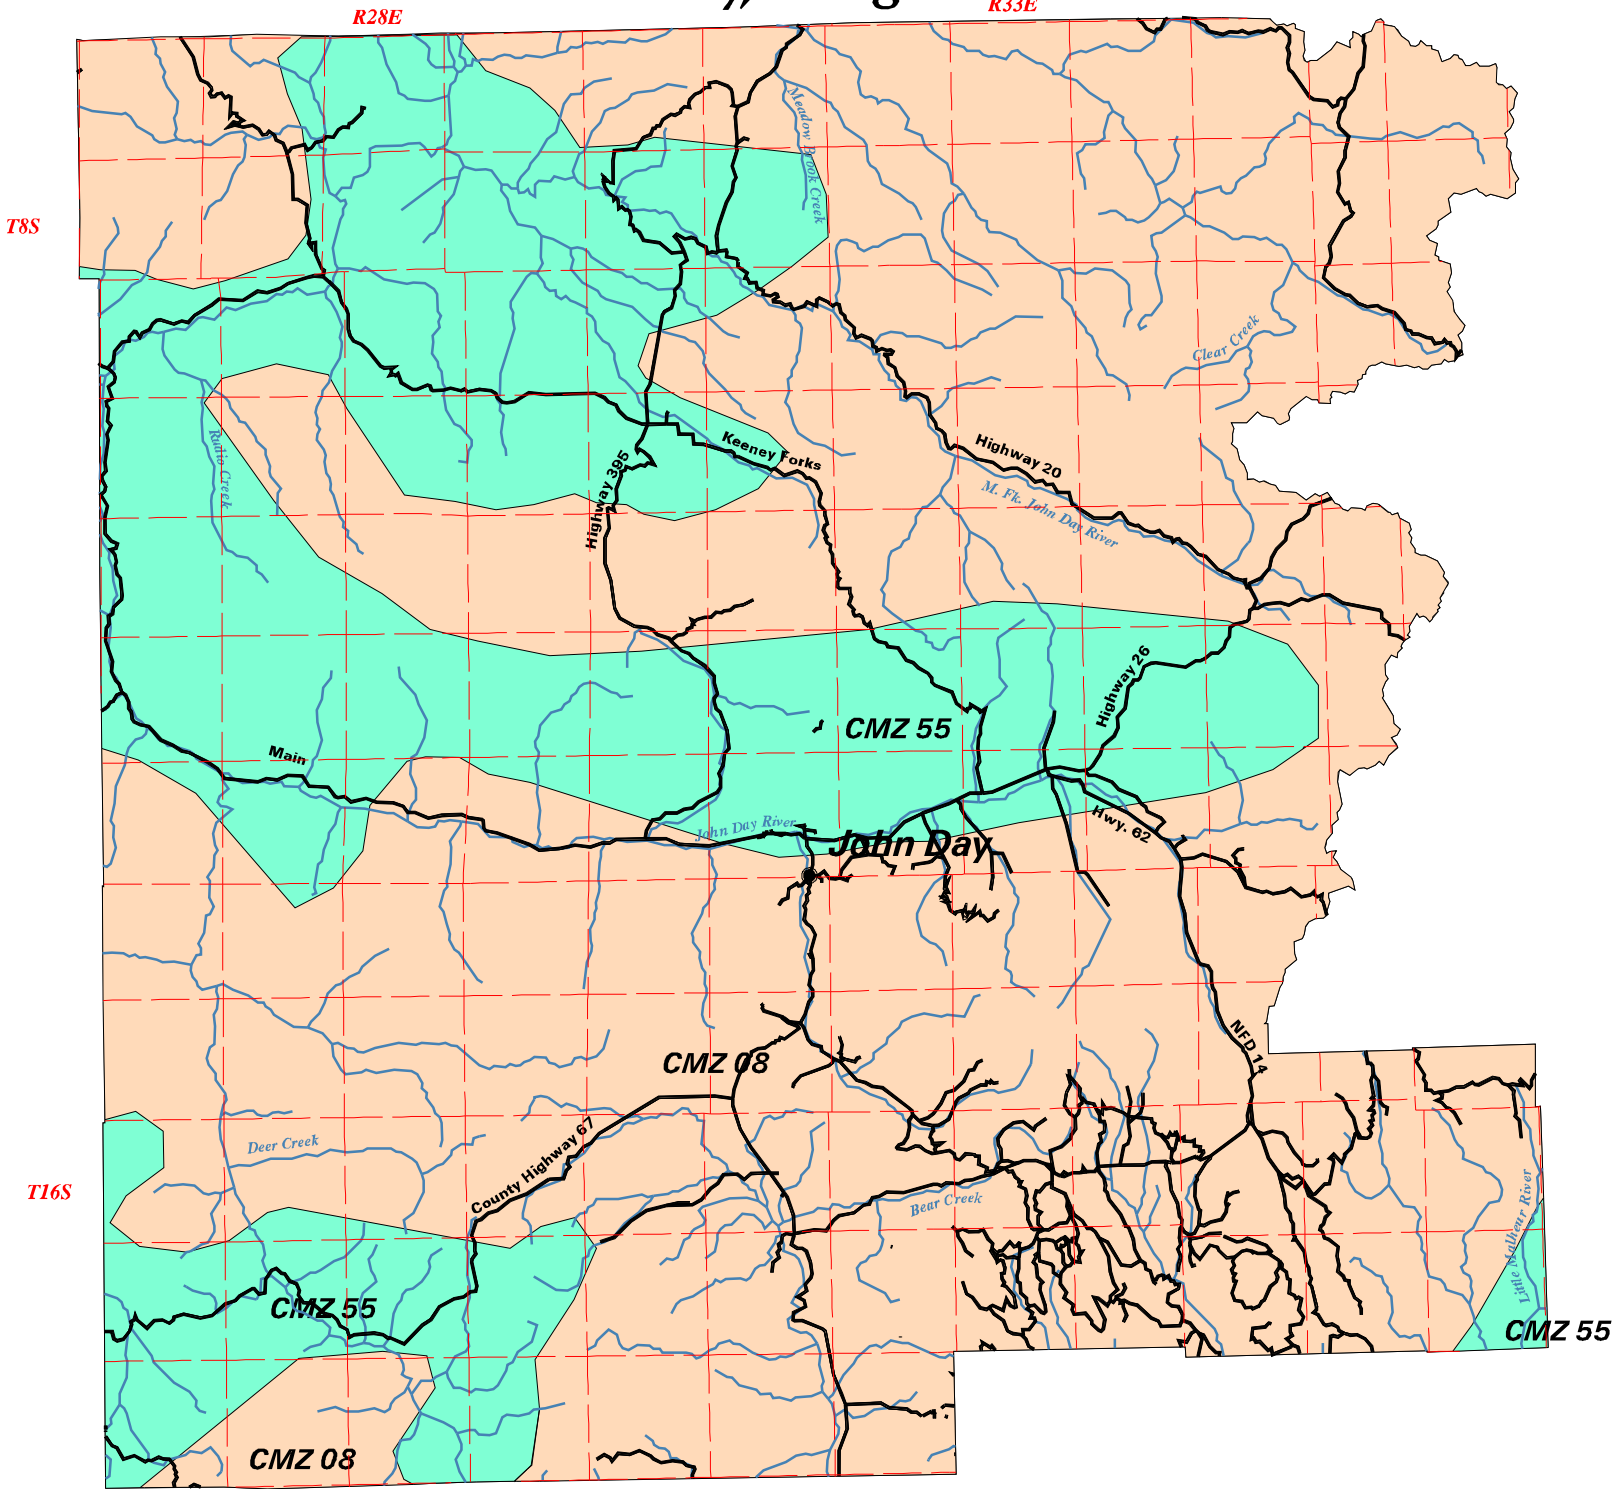 R28E
R33E
Meadow Brook Creek
T8S
Clear Creek
Rudio Creek
Keeney Forks
Highway 395
Highway 20
M. Fk. John Day River
Highway 26
CMZ 55
Main
John Day River
Hwy. 62
John Day
NFD 14
CMZ 08
Deer Creek
County Highway 67
T16S
Bear Creek
Little Malheur River
CMZ 55
CMZ 55
CMZ 08